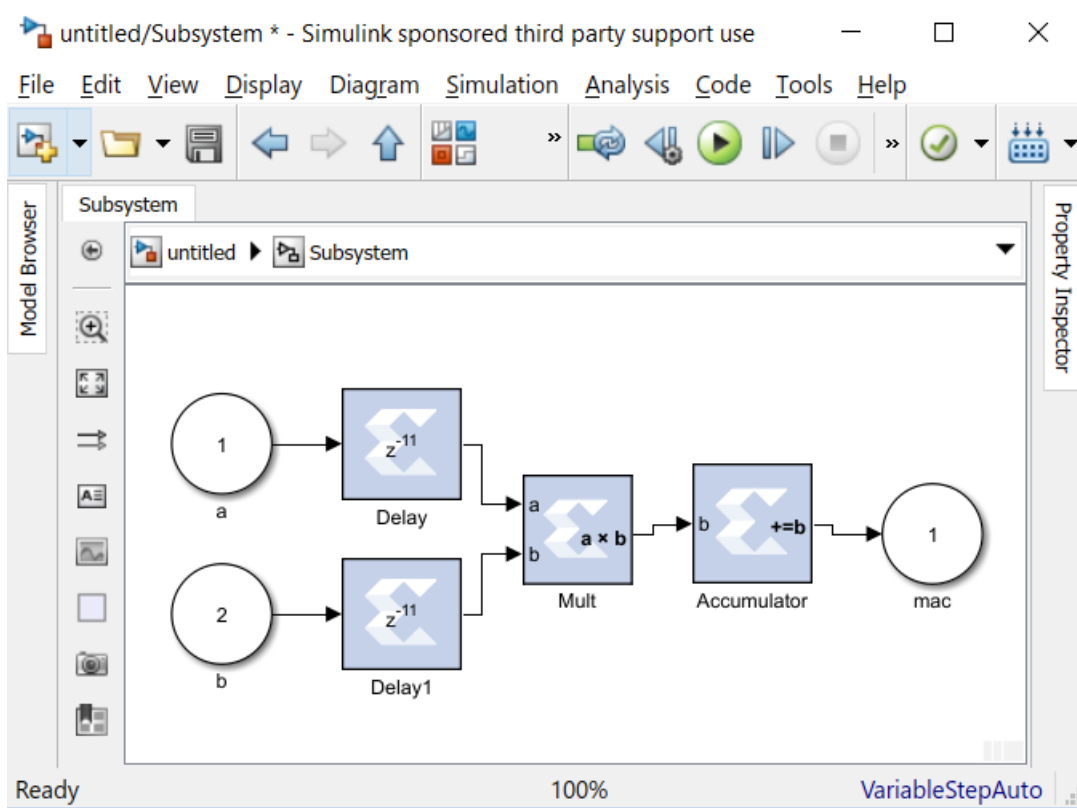 untitled/Subsystem * - Simulink sponsored third party support use
File Edit View Display Diagram Simulation Analysis Code Tools Help
»
»
Model Browser
Subsystem
Property Inspector
untitled Subsystem
A
1
a
z-11
Delay
a
b
a × b
Mult
b
+=b
Accumulator
1
mac
2
b
z-11
Delay1
Ready 100% VariableStepAuto